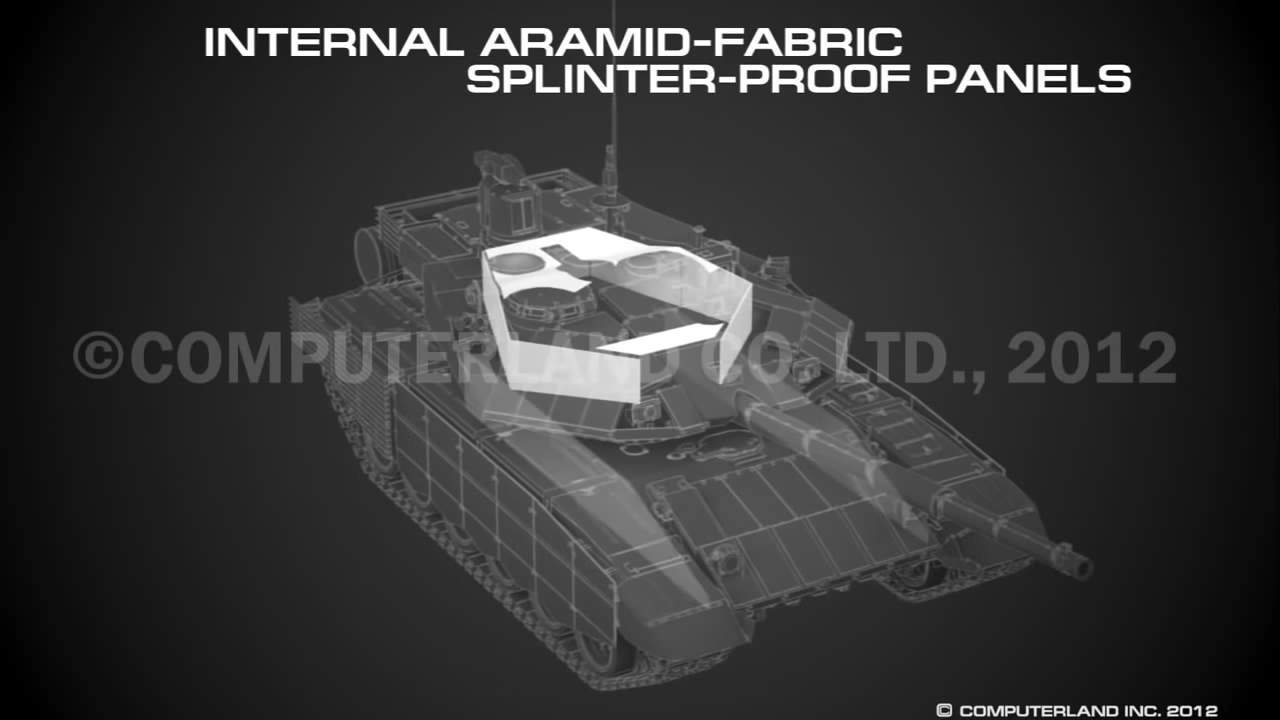 INTERNAL ARAMID-FABRIC
SPLINTER-PROOF PANELS
©COMPUTERLAND CO. LTD., 2012
© COMPUTERLAND INC. 2012